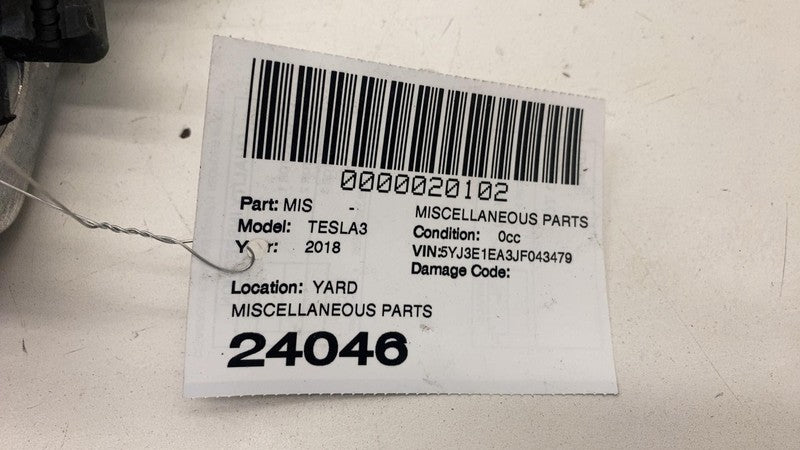 0000020102
Part: MIS - MISCELLANEOUS PARTS
Model: TESLA3 Condition: 0cc
Year: 2018 VIN:5YJ3E1EA3JF043479
Damage Code:
Location: YARD
MISCELLANEOUS PARTS
24046